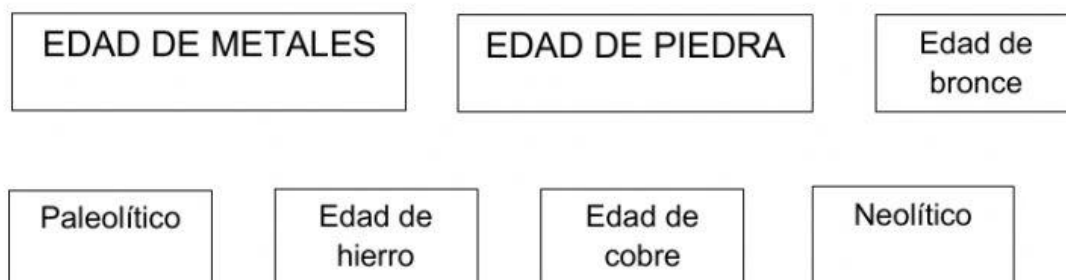 EDAD DE METALES
EDAD DE PIEDRA
Edad de
bronce
Paleolítico
Edad de
hierro
Edad de
cobre
Neolítico